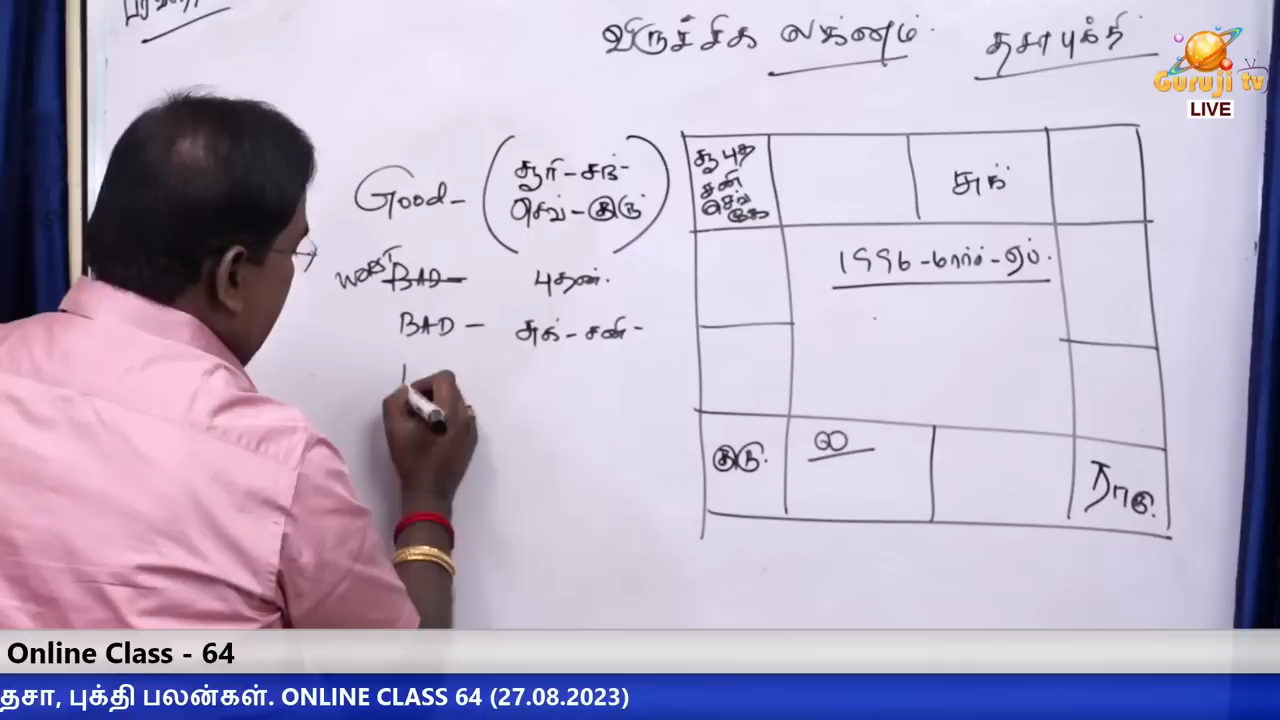 விருச்சிக லக்னம். தசாபுக்தி
Guruji tv
LIVE
Good - (சூரி - சந் -
செவ் - குரு)
WORST BAD - புதன்.
BAD - சுக் - சனி -
சூ புத
சனி
செவ்
கே
சுக்
1996 - மார்ச் - ஏப்.
குரு.
ல
ராகு.
Online Class - 64
தசா, புக்தி பலன்கள். ONLINE CLASS 64 (27.08.2023)